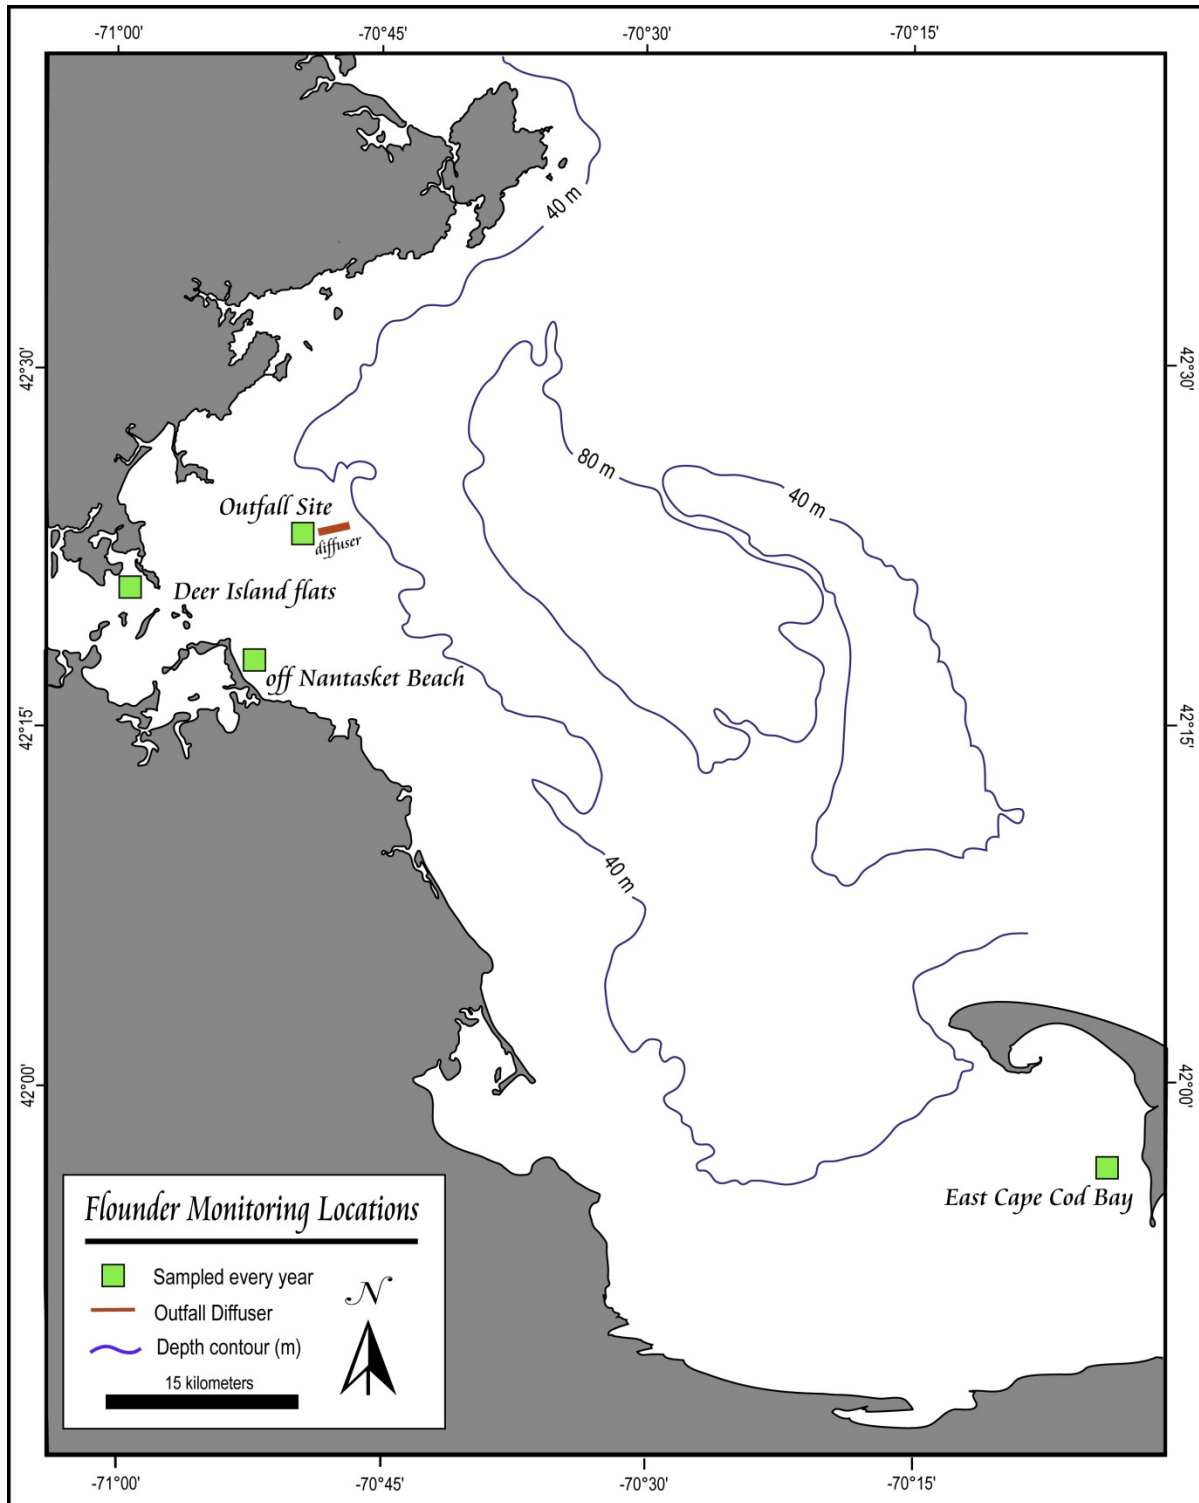 -71°00'
-70°45'
-70°30'
-70°15'
40 m
42°30'
42°30'
80 m
40 m
Outfall Site
diffuser
Deer Island flats
off Nantasket Beach
42°15'
42°15'
40 m
42°00'
42°00'
East Cape Cod Bay
Flounder Monitoring Locations
Sampled every year
N
Outfall Diffuser
Depth contour (m)
15 kilometers
-71°00'
-70°45'
-70°30'
-70°15'